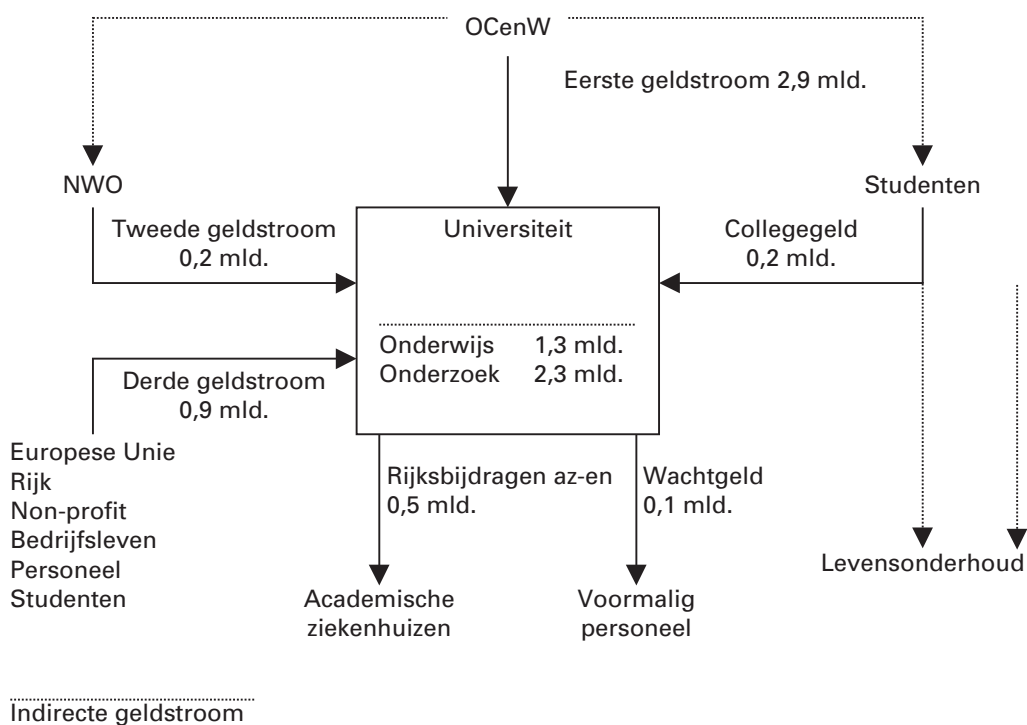 OCenW
Eerste geldstroom 2,9 mld.
NWO
Studenten
Tweede geldstroom
0,2 mld.
Universiteit
Collegegeld
0,2 mld.
Onderwijs 1,3 mld.
Onderzoek 2,3 mld.
Derde geldstroom
0,9 mld.
Europese Unie
Rijk
Non-profit
Bedrijfsleven
Personeel
Studenten
Rijksbijdragen az-en
0,5 mld.
Wachtgeld
0,1 mld.
Levensonderhoud
Academische
ziekenhuizen
Voormalig
personeel
Indirecte geldstroom